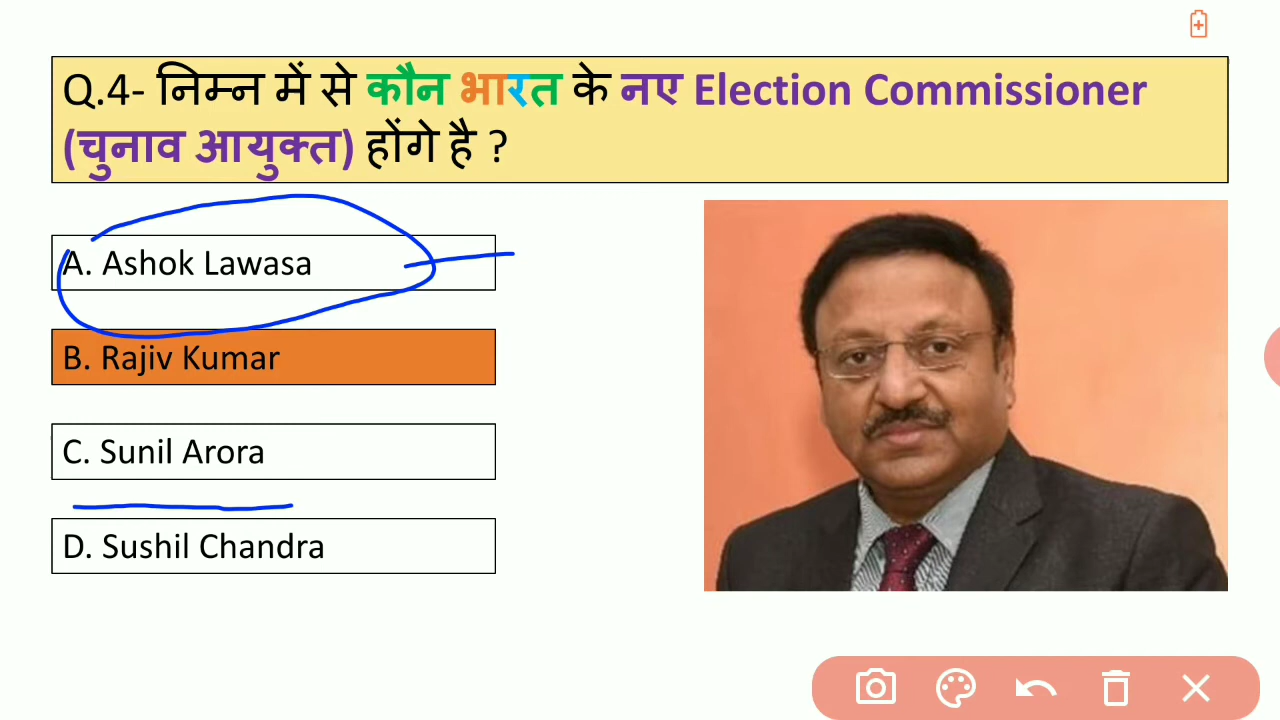 Q.4- निम्न में से कौन भारत के नए Election Commissioner
(चुनाव आयुक्त) होंगे है ?
A. Ashok Lawasa
B. Rajiv Kumar
C. Sunil Arora
D. Sushil Chandra